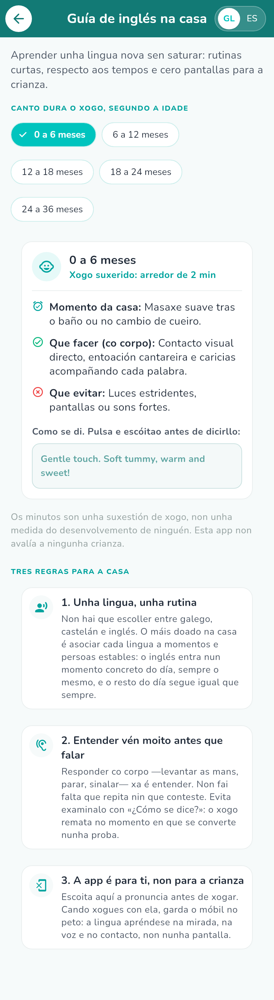 Guía de inglés na casa
GL ES
Aprender unha lingua nova sen saturar: rutinas
curtas, respecto aos tempos e cero pantallas para a
crianza.
CANTO DURA O XOGO, SEGUNDO A IDADE
0 a 6 meses
6 a 12 meses
12 a 18 meses
18 a 24 meses
24 a 36 meses
0 a 6 meses
Xogo suxerido: arredor de 2 min
Momento da casa: Masaxe suave tras
o baño ou no cambio de cueiro.
Que facer (co corpo): Contacto visual
directo, entoación cantareira e caricias
acompañando cada palabra.
Que evitar: Luces estridentes,
pantallas ou sons fortes.
Como se di. Pulsa e escóitao antes de dicirllo:
Gentle touch. Soft tummy, warm and
sweet!
Os minutos son unha suxestión de xogo, non unha
medida do desenvolvemento de ninguén. Esta app non
avalía a ningunha crianza.
TRES REGRAS PARA A CASA
1. Unha lingua, unha rutina
Non hai que escoller entre galego,
castelán e inglés. O máis doado na casa
é asociar cada lingua a momentos e
persoas estables: o inglés entra nun
momento concreto do día, sempre o
mesmo, e o resto do día segue igual que
sempre.
2. Entender vén moito antes que
falar
Responder co corpo —levantar as mans,
parar, sinalar— xa é entender. Non fai
falta que repita nin que conteste. Evita
examinalo con «¿Cómo se dice?»: o xogo
remata no momento en que se converte
nunha proba.
3. A app é para ti, non para a crianza
Escoita aquí a pronuncia antes de xogar.
Cando xogues con ela, garda o móbil no
peto: a lingua apréndese na mirada, na
voz e no contacto, non nunha pantalla.